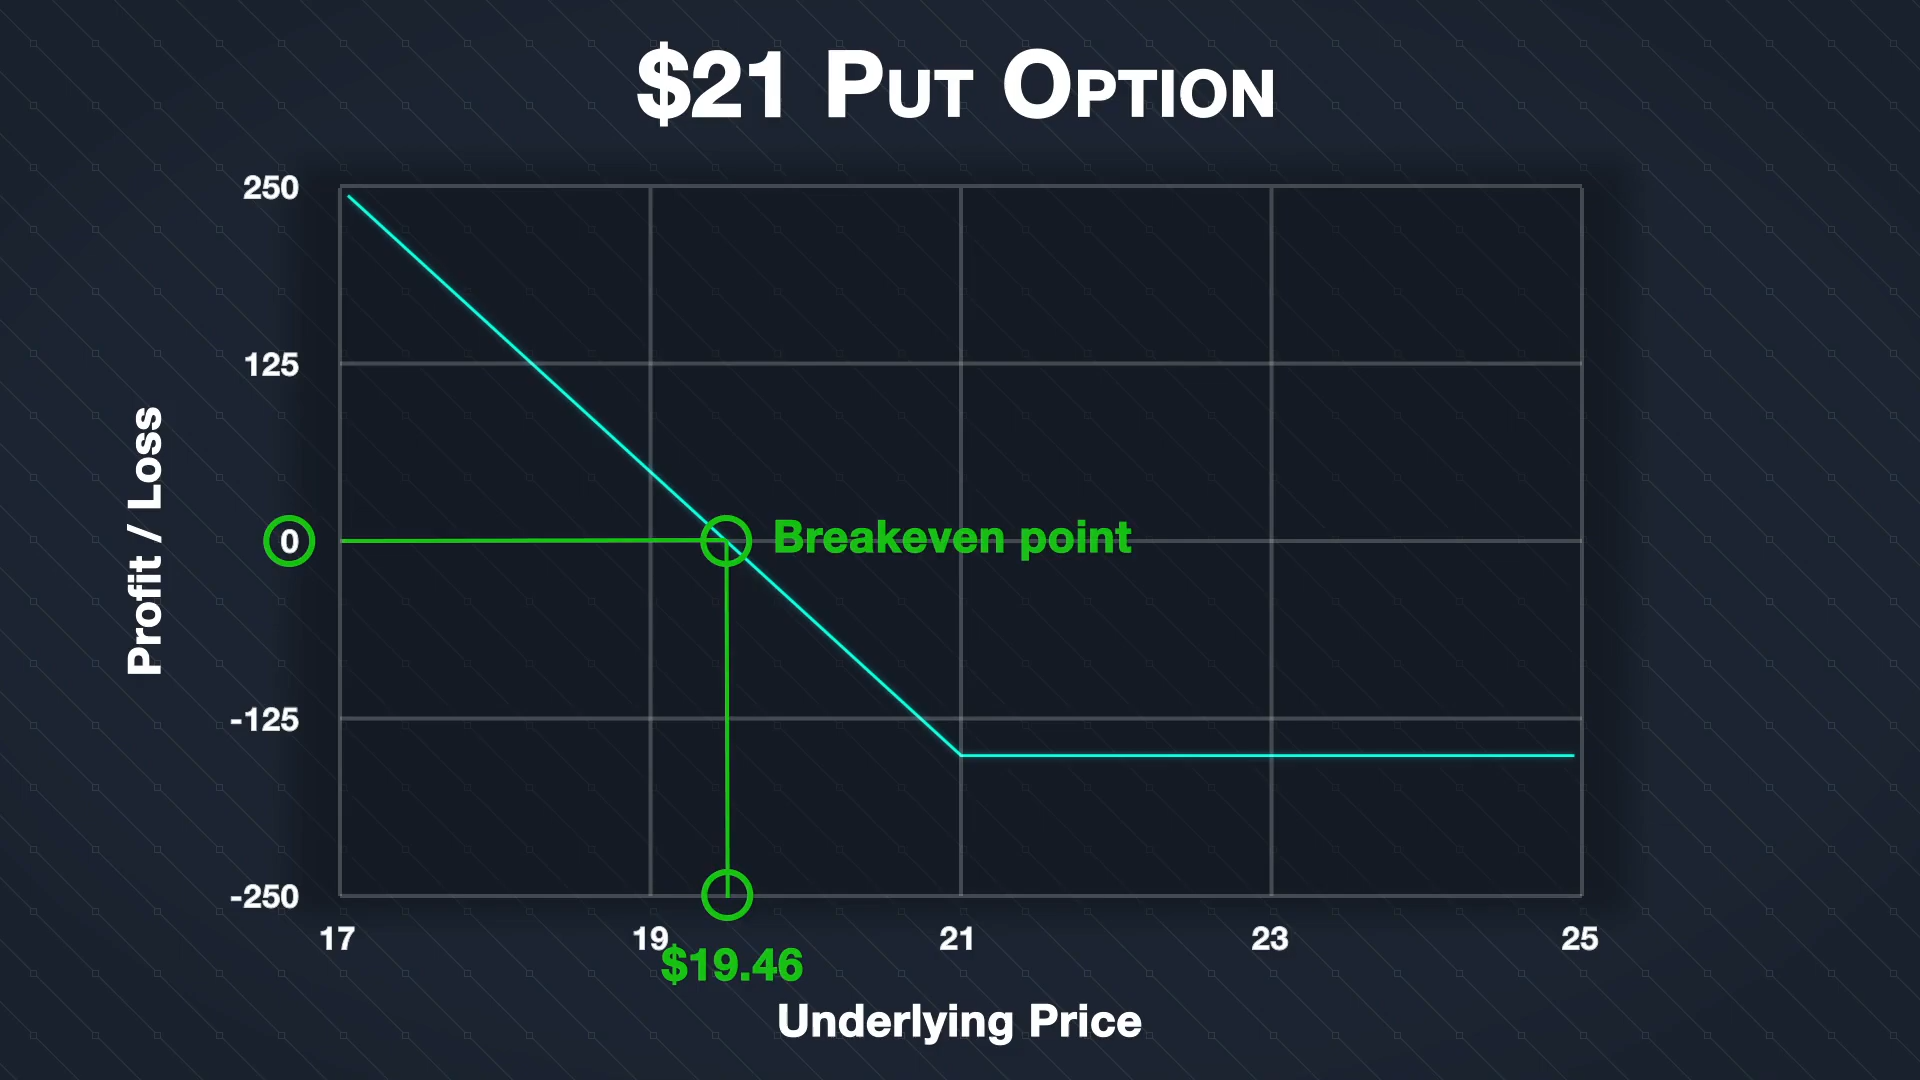 $21 Put Option
250
125
0
-125
-250
Profit / Loss
Breakeven point
17
19
21
23
25
$19.46
Underlying Price